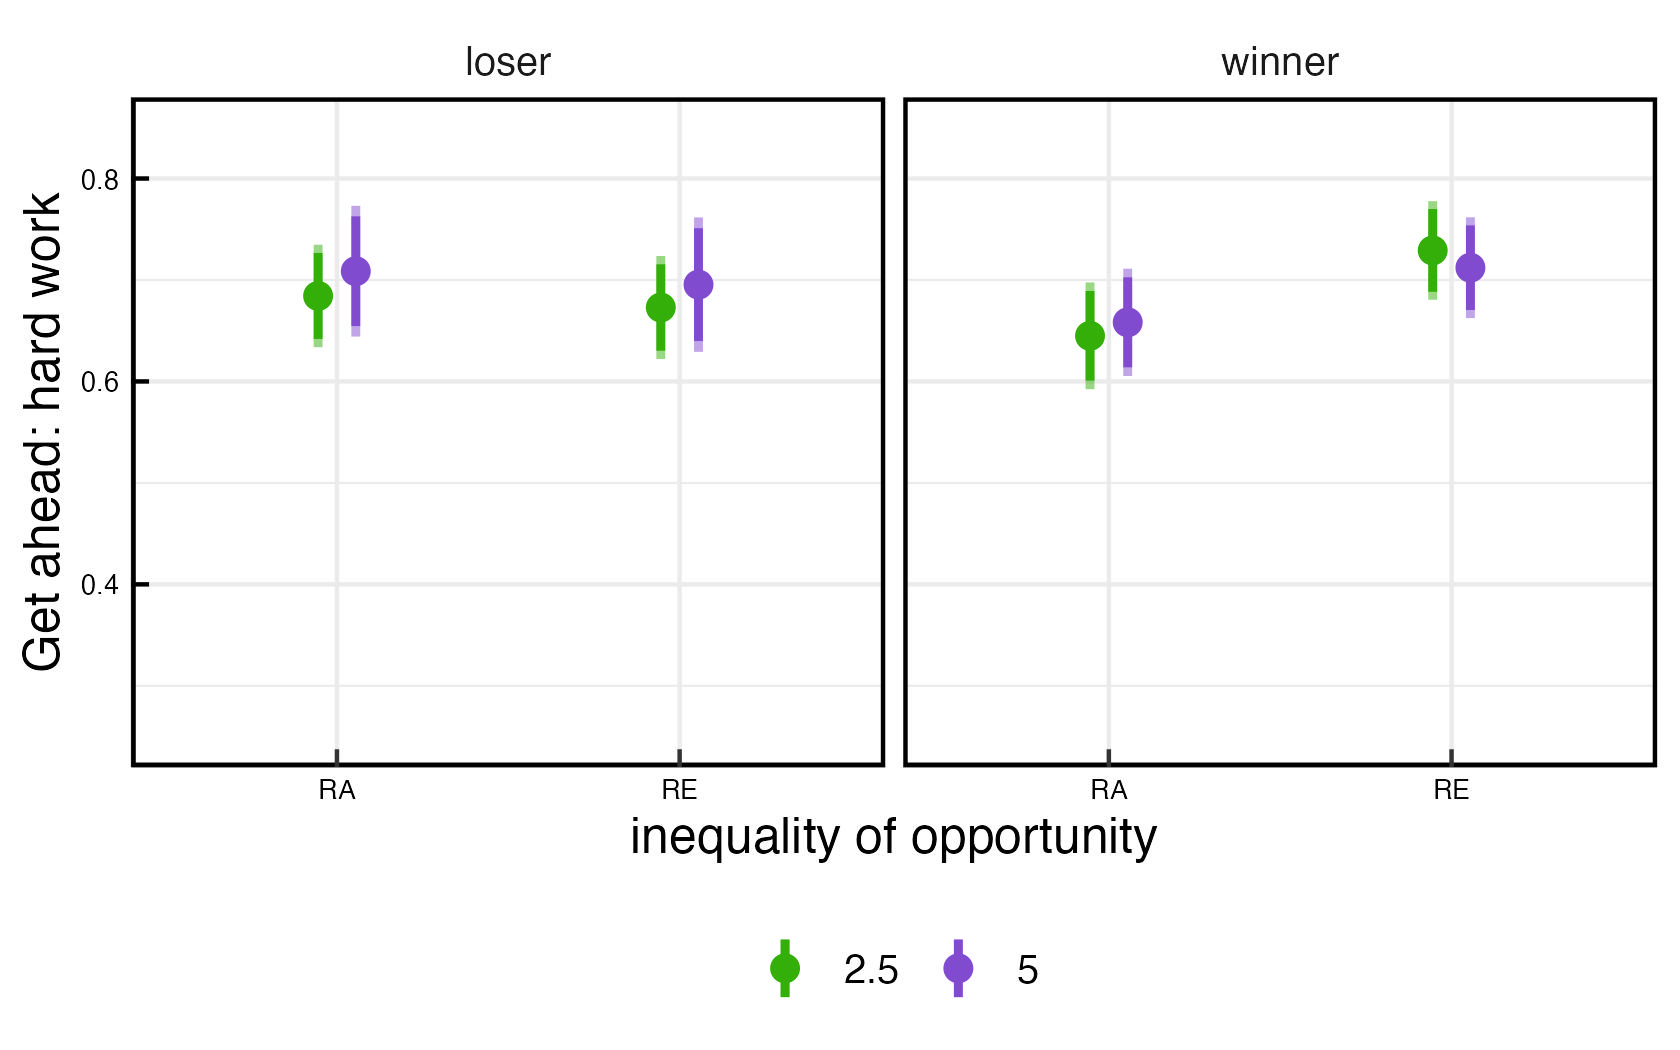 loser
winner
Get ahead: hard work
0.8
0.6
0.4
RA
RE
RA
RE
inequality of opportunity
2.5
5